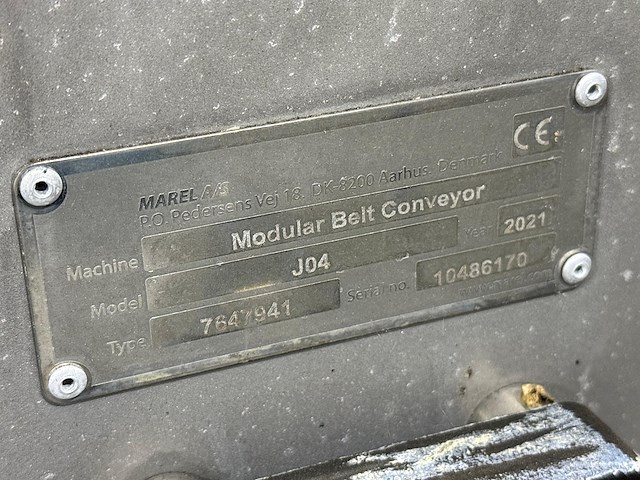 MAREL A/S
P.O. Pedersens Vej 18, DK-8200 Aarhus, Denmark
CE
Machine Modular Belt Conveyor
Model J04 Year 2021
Type 7647941 Serial no. 10486170